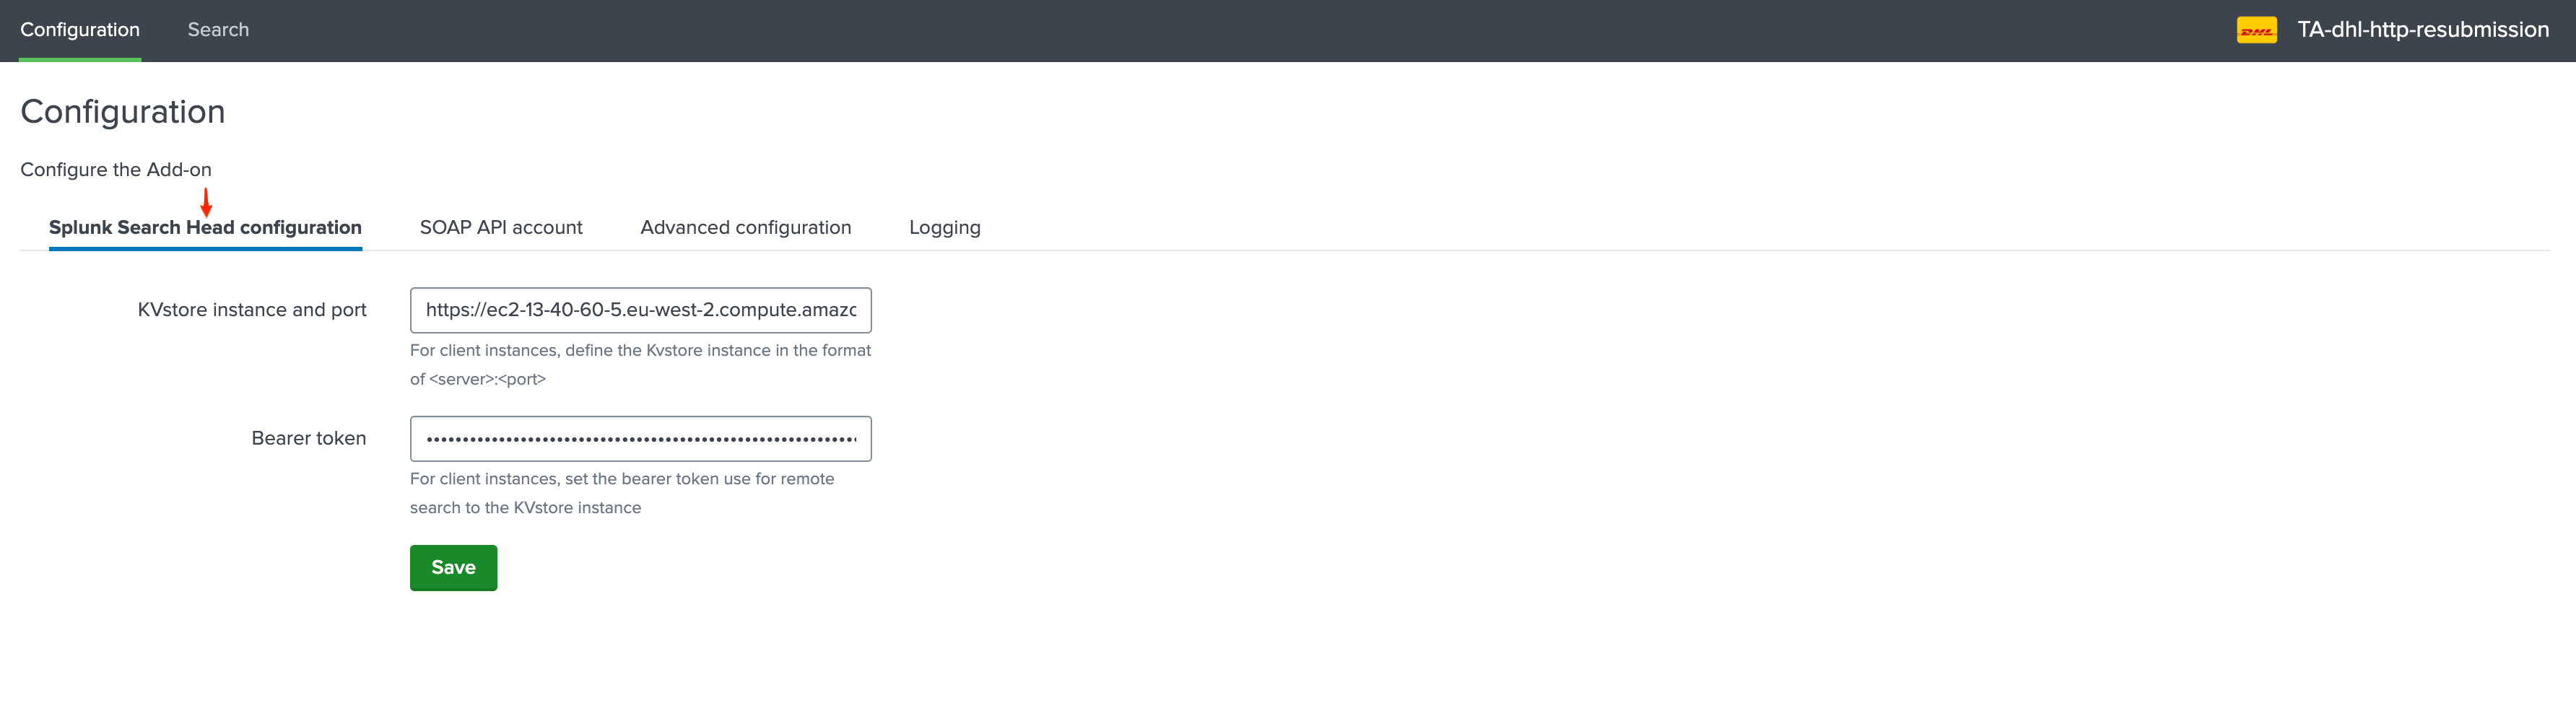 Configuration Search DHL TA-dhl-http-resubmission
Configuration
Configure the Add-on
Splunk Search Head configuration SOAP API account Advanced configuration Logging
KVstore instance and port https://ec2-13-40-60-5.eu-west-2.compute.amazc
For client instances, define the Kvstore instance in the format
of <server>:<port>
Bearer token
For client instances, set the bearer token use for remote
search to the KVstore instance
Save